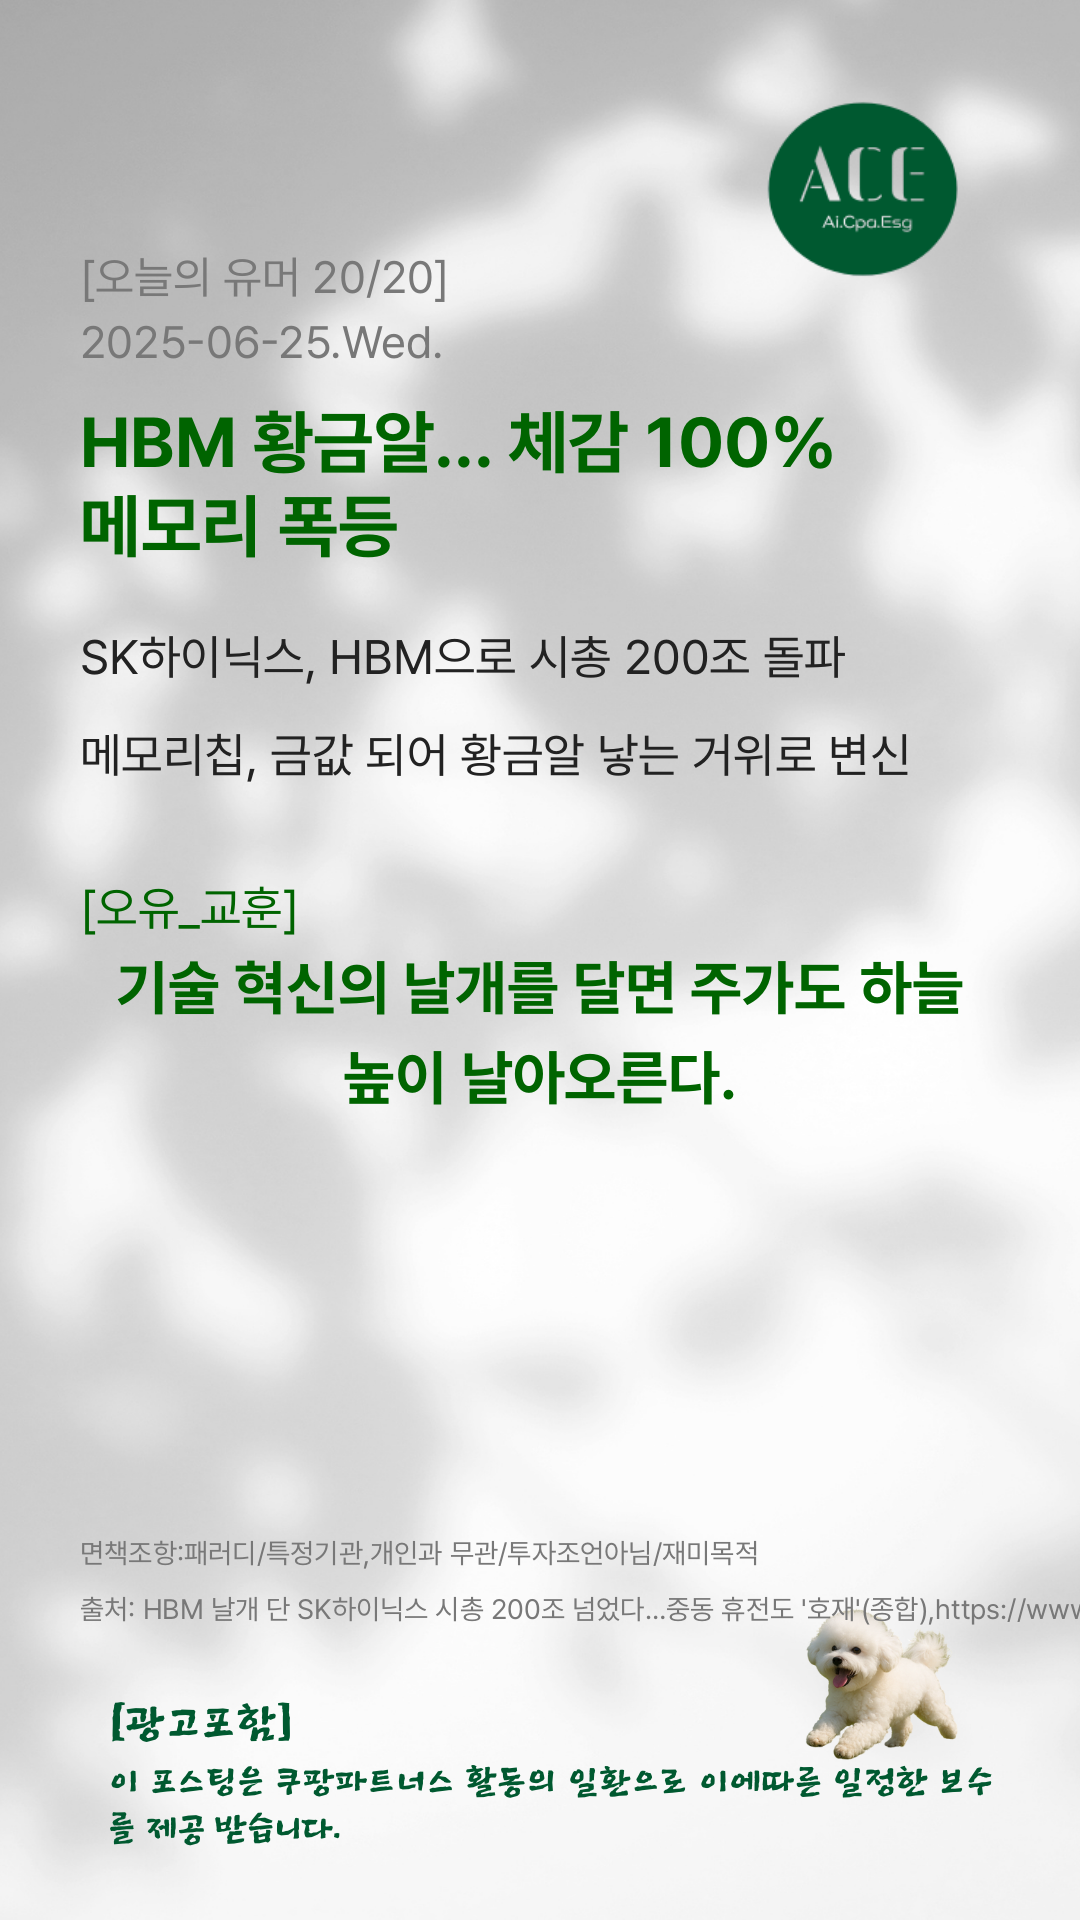 ACE
Ai.Cpa.Esg
[오늘의 유머 20/20]
2025-06-25.Wed.
HBM 황금알... 체감 100%
메모리 폭등
SK하이닉스, HBM으로 시총 200조 돌파
메모리칩, 금값 되어 황금알 낳는 거위로 변신
[오유_교훈]
기술 혁신의 날개를 달면 주가도 하늘
높이 날아오른다.
면책조항:패러디/특정기관,개인과 무관/투자조언아님/재미목적
출처: HBM 날개 단 SK하이닉스 시총 200조 넘었다...중동 휴전도 '호재'(종합),https://www
[광고포함]
이 포스팅은 쿠팡파트너스 활동의 일환으로 이에따른 일정한 보수
를 제공 받습니다.